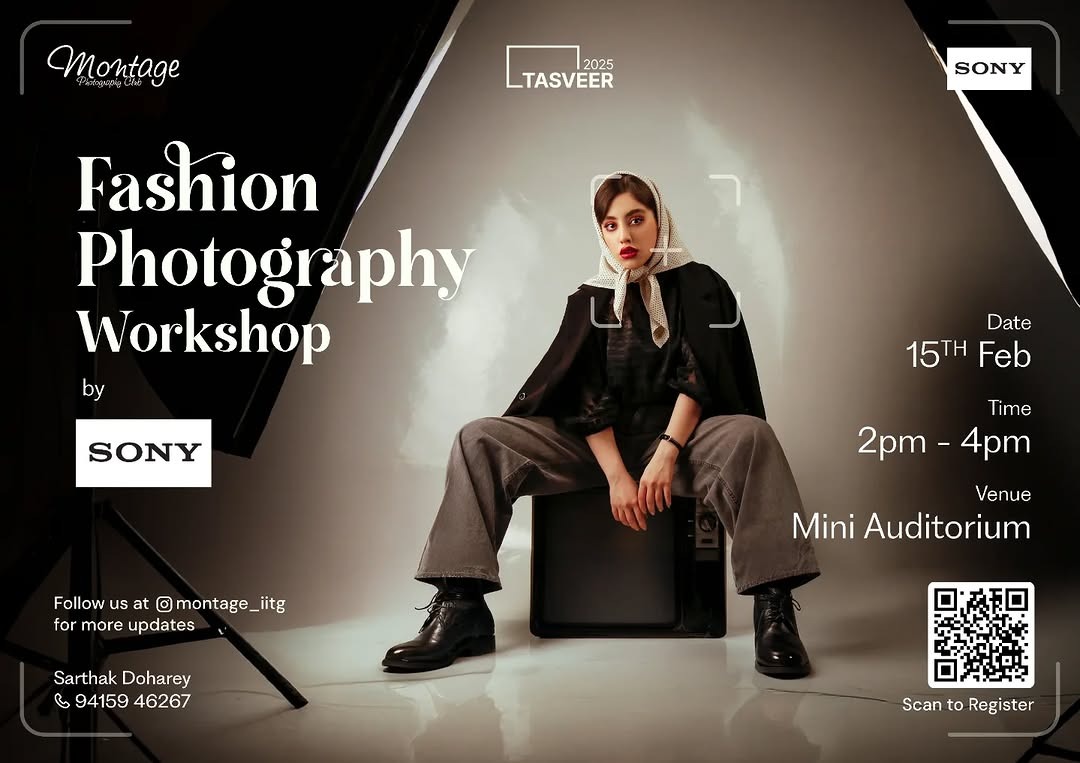 Montage
Photography Club
2025
TASVEER
SONY
Fashion
Photography
Workshop
by
SONY
Date
15TH Feb
Time
2pm - 4pm
Venue
Mini Auditorium
Follow us at montage_iitg
for more updates
Sarthak Doharey
94159 46267
Scan to Register